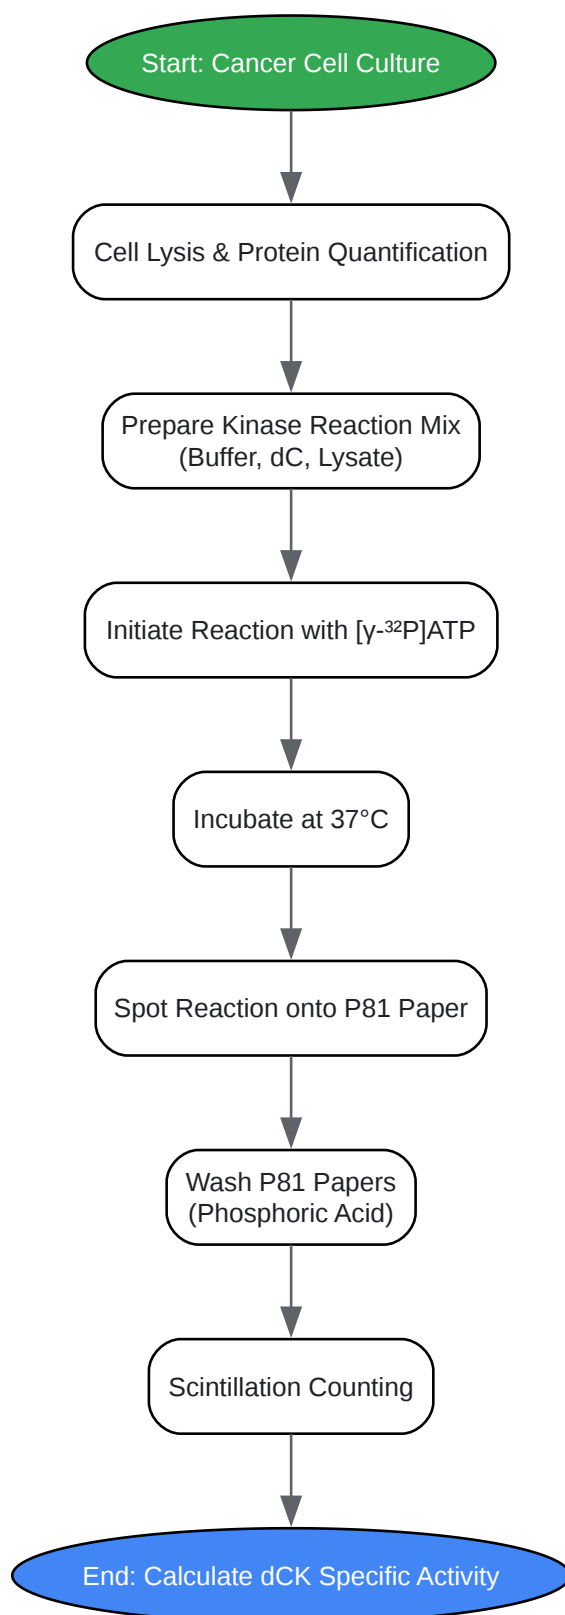 Start: Cancer Cell Culture
Cell Lysis & Protein Quantification
Prepare Kinase Reaction Mix
(Buffer, dC, Lysate)
Initiate Reaction with [γ-³²P]ATP
Incubate at 37°C
Spot Reaction onto P81 Paper
Wash P81 Papers
(Phosphoric Acid)
Scintillation Counting
End: Calculate dCK Specific Activity